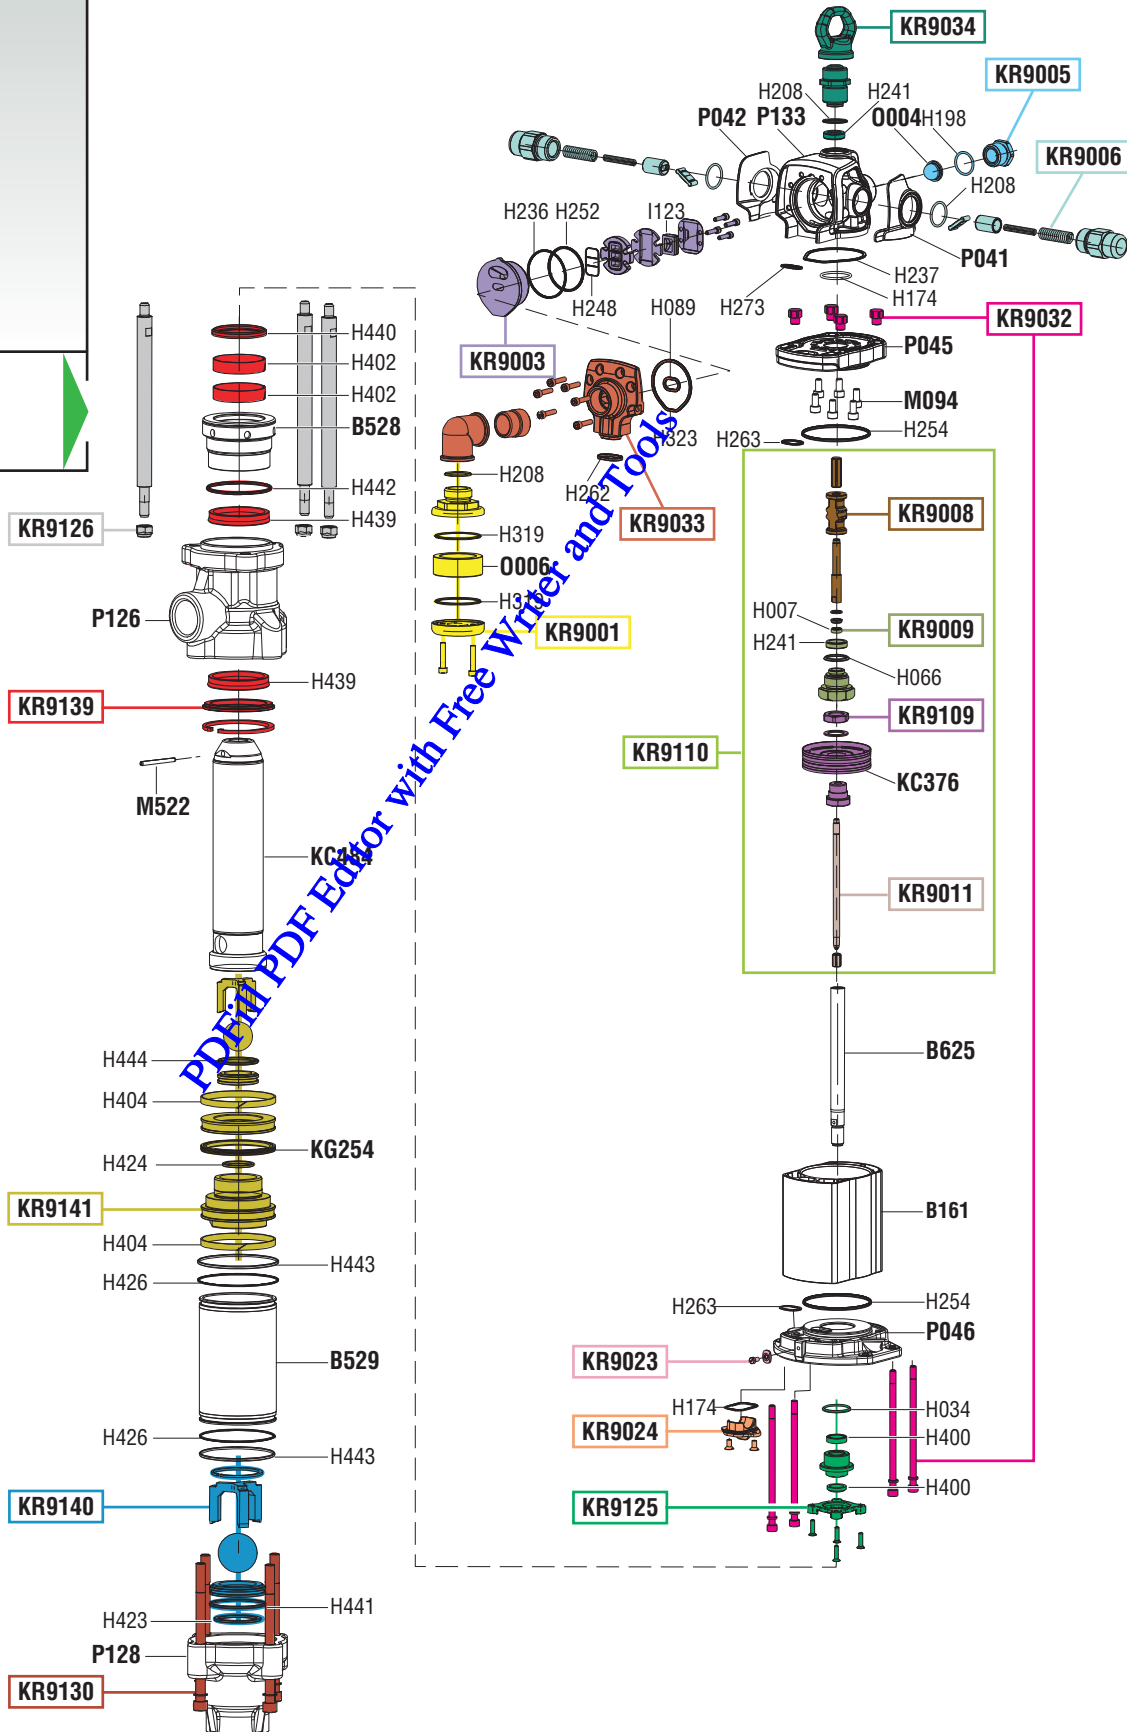 KR9034
KR9005
H208
H241
P042
P133
O004
H198
KR9006
H208
H236
H252
I123
P041
H237
H174
H248
H273
H089
KR9003
KR9032
P045
H440
H402
H402
B528
M094
H254
H263
H323
H208
H262
H442
H439
KR9126
KR9033
KR9008
H319
O006
H319
KR9001
P126
H007
H241
KR9009
H066
H439
KR9139
KR9109
KR9110
KC376
M522
KC484
KR9011
PDFill PDF Editor with Free Writer and Tools
H444
B625
H404
KG254
H424
KR9141
B161
H404
H443
H426
H263
H254
P046
B529
KR9023
H174
H034
KR9024
H400
H426
H443
H400
KR9140
KR9125
H441
H423
P128
KR9130